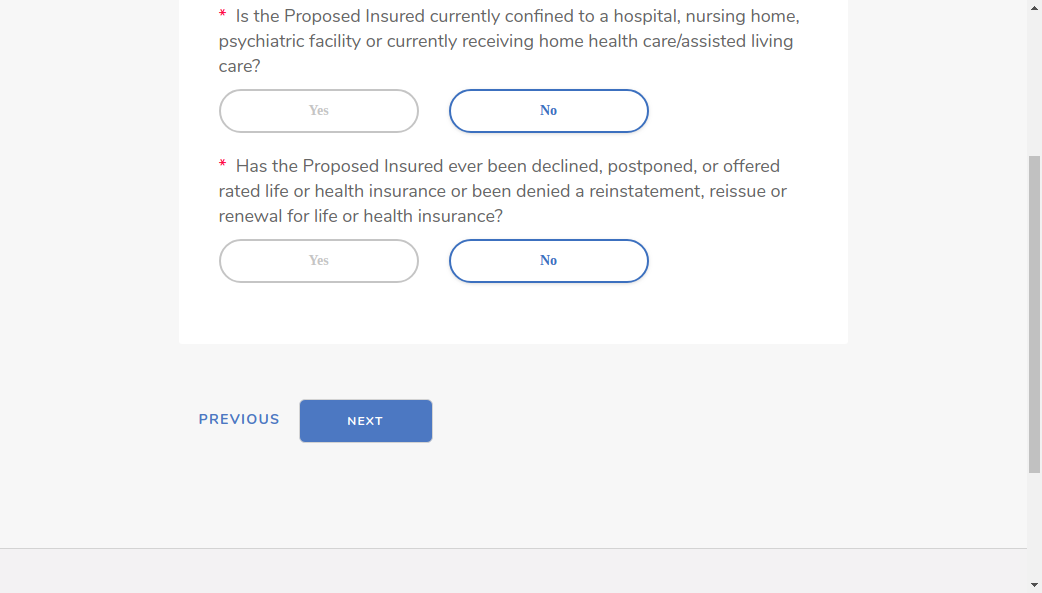 * Is the Proposed Insured currently confined to a hospital, nursing home,
psychiatric facility or currently receiving home health care/assisted living
care?
Yes No
* Has the Proposed Insured ever been declined, postponed, or offered
rated life or health insurance or been denied a reinstatement, reissue or
renewal for life or health insurance?
Yes No
PREVIOUS NEXT